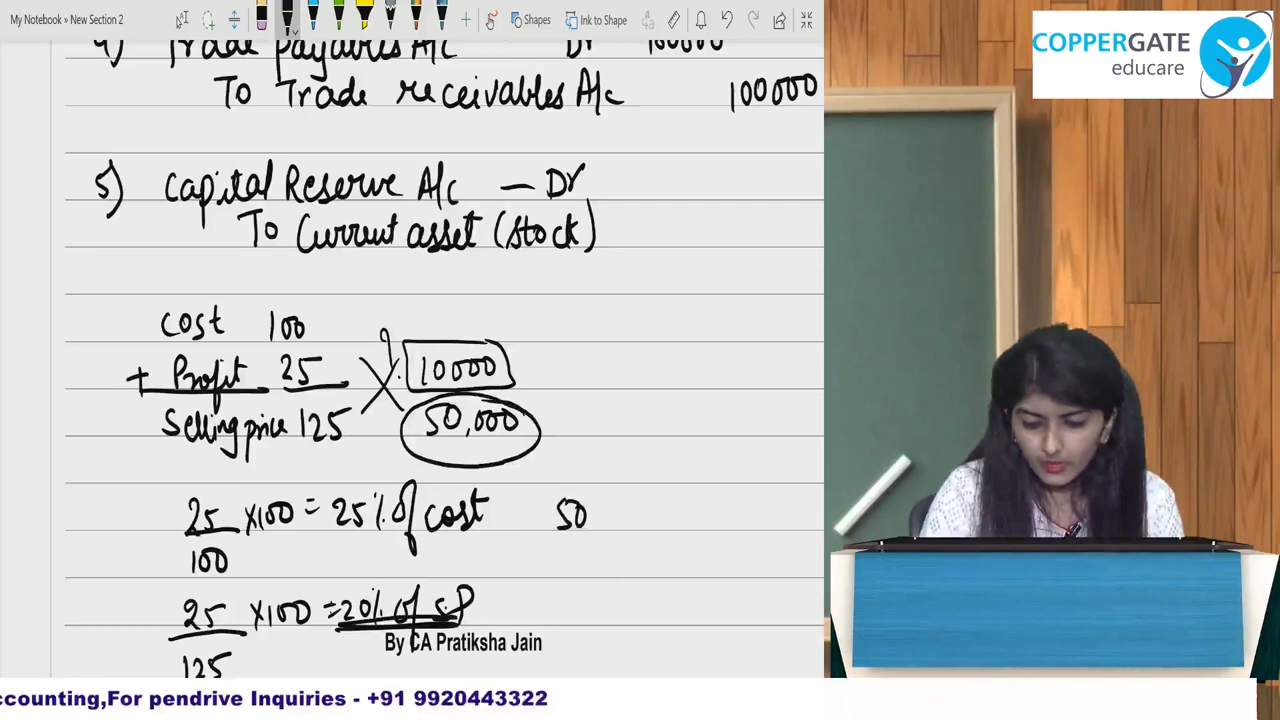 My Notebook » New Section 2
Shapes
Ink to Shape
COPPERGATE
educare
4) Trade payables A/c Dr 100000
To Trade receivables A/c 100000
5) Capital Reserve A/c — Dr
To Current asset (stock)
Cost 100
+ Profit 25 10000
Selling price 125 50,000
25/100 ×100 = 25% of cost 50
25/125 ×100 = 20% of S.P
By CA Pratiksha Jain
ccounting,For pendrive Inquiries - +91 9920443322